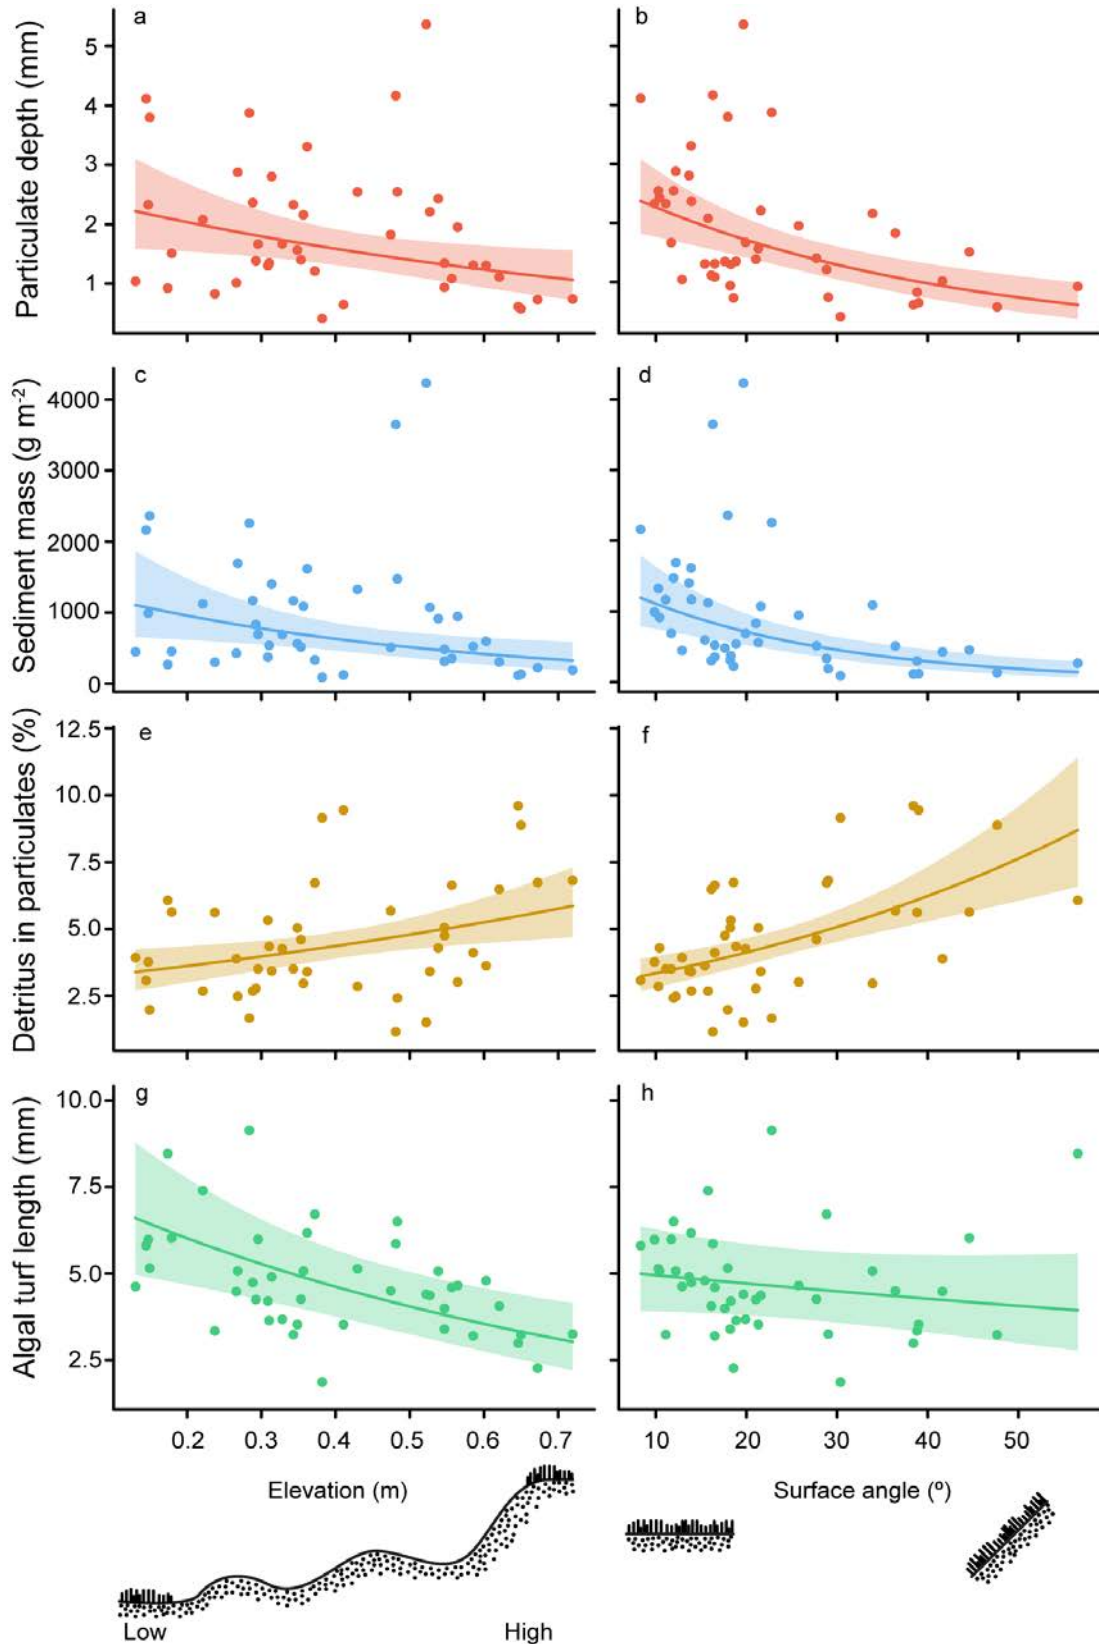 a
b
Particulate depth (mm)
5
4
3
2
1
c
d
Sediment mass (g m⁻²)
4000
3000
2000
1000
0
e
f
Detritus in particulates (%)
12.5
10.0
7.5
5.0
2.5
g
h
Algal turf length (mm)
10.0
7.5
5.0
2.5
0.2 0.3 0.4 0.5 0.6 0.7
10 20 30 40 50
Elevation (m)
Surface angle (º)
Low
High